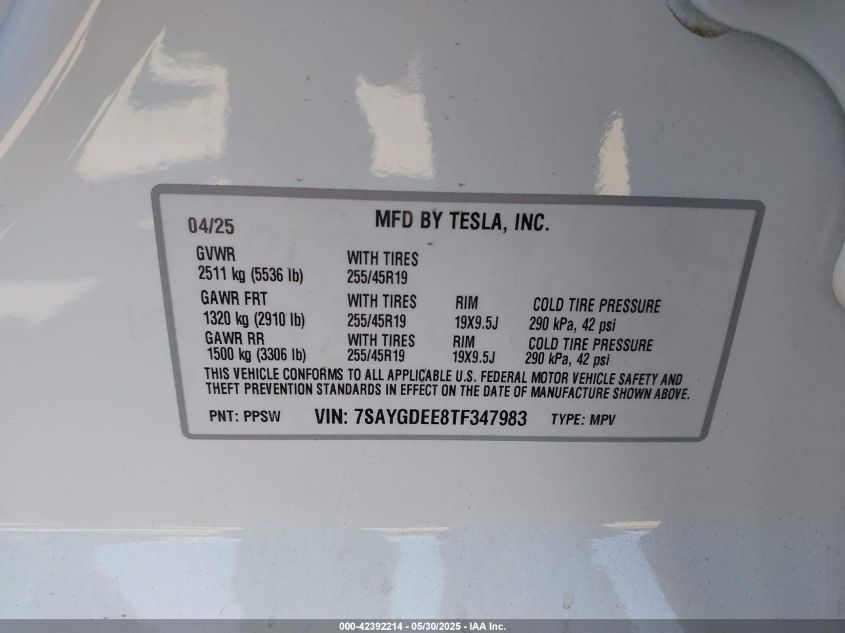 04/25 MFD BY TESLA, INC.
GVWR WITH TIRES
2511 kg (5536 lb) 255/45R19
GAWR FRT WITH TIRES RIM COLD TIRE PRESSURE
1320 kg (2910 lb) 255/45R19 19X9.5J 290 kPa, 42 psi
GAWR RR WITH TIRES RIM COLD TIRE PRESSURE
1500 kg (3306 lb) 255/45R19 19X9.5J 290 kPa, 42 psi
THIS VEHICLE CONFORMS TO ALL APPLICABLE U.S. FEDERAL MOTOR VEHICLE SAFETY AND
THEFT PREVENTION STANDARDS IN EFFECT ON THE DATE OF MANUFACTURE SHOWN ABOVE.
PNT: PPSW VIN: 7SAYGDEE8TF347983 TYPE: MPV
000-42392214 - 05/30/2025 - IAA Inc.